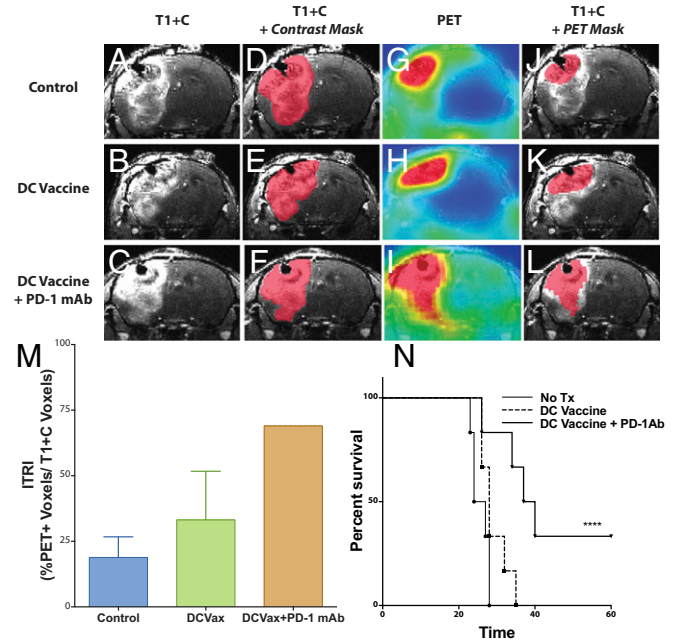 T1+C
T1+C
+ Contrast Mask
PET
T1+C
+ PET Mask
Control
A
D
G
J
DC Vaccine
B
E
H
K
DC Vaccine
+ PD-1 mAb
C
F
I
L
M
ITRI
(%PET+ Voxels/ T1+C Voxels)
100
75
50
25
0
Control
DCVax
DCVax+PD-1 mAb
N
No Tx
DC Vaccine
DC Vaccine + PD-1Ab
Percent survival
100
50
0
****
0
20
40
60
Time